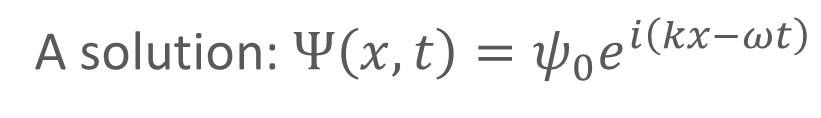 A solution: Ψ(x, t) = ψ₀e^{i(kx−ωt)}